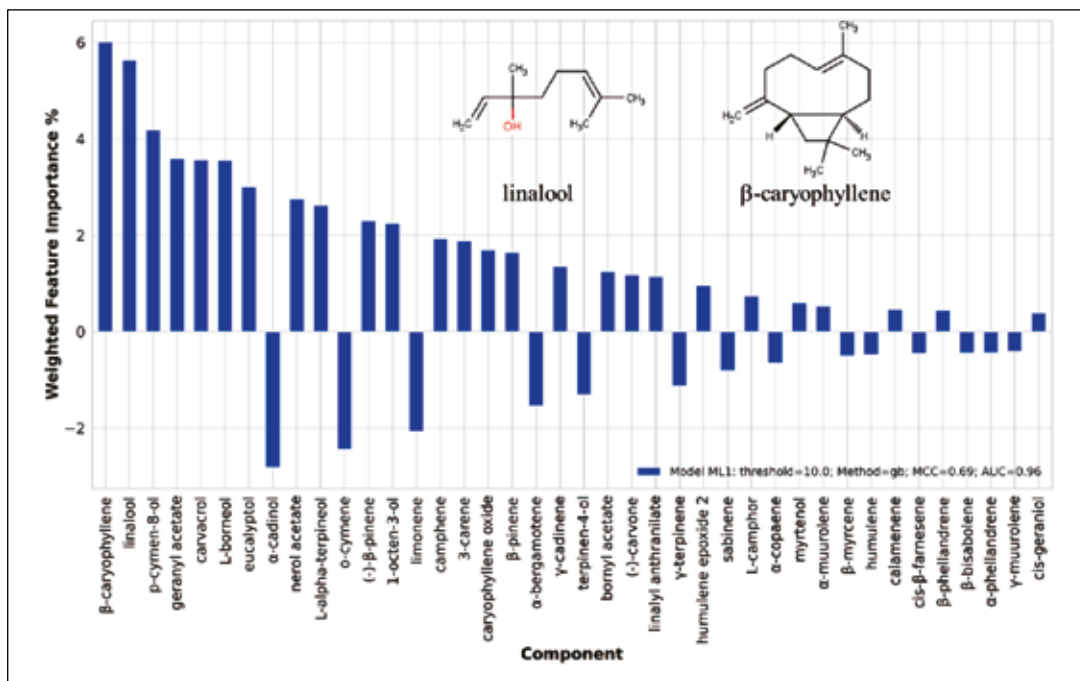 Weighted Feature Importance %
6
4
2
0
−2
CH₃
CH₃
H₂C
OH
CH₃
linalool
CH₃
H₂C
H
H
CH₃
H₃C
β-caryophyllene
Model ML1: threshold=10.0; Method=gb; MCC=0.69; AUC=0.96
β-caryophyllene
linalool
p-cymen-8-ol
geranyl acetate
carvacrol
L-borneol
eucalyptol
α-cadinol
nerol acetate
L-alpha-terpineol
o-cymene
(-)-β-pinene
1-octen-3-ol
limonene
camphene
3-carene
caryophyllene oxide
β-pinene
α-bergamotene
γ-cadinene
terpinen-4-ol
bornyl acetate
(-)-carvone
linalyl anthranilate
γ-terpinene
humulene epoxide 2
sabinene
L-camphor
α-copaene
myrtenol
α-muurolene
β-myrcene
humulene
calamenene
cis-β-farnesene
β-phellandrene
β-bisabolene
α-phellandrene
γ-muurolene
cis-geraniol
Component